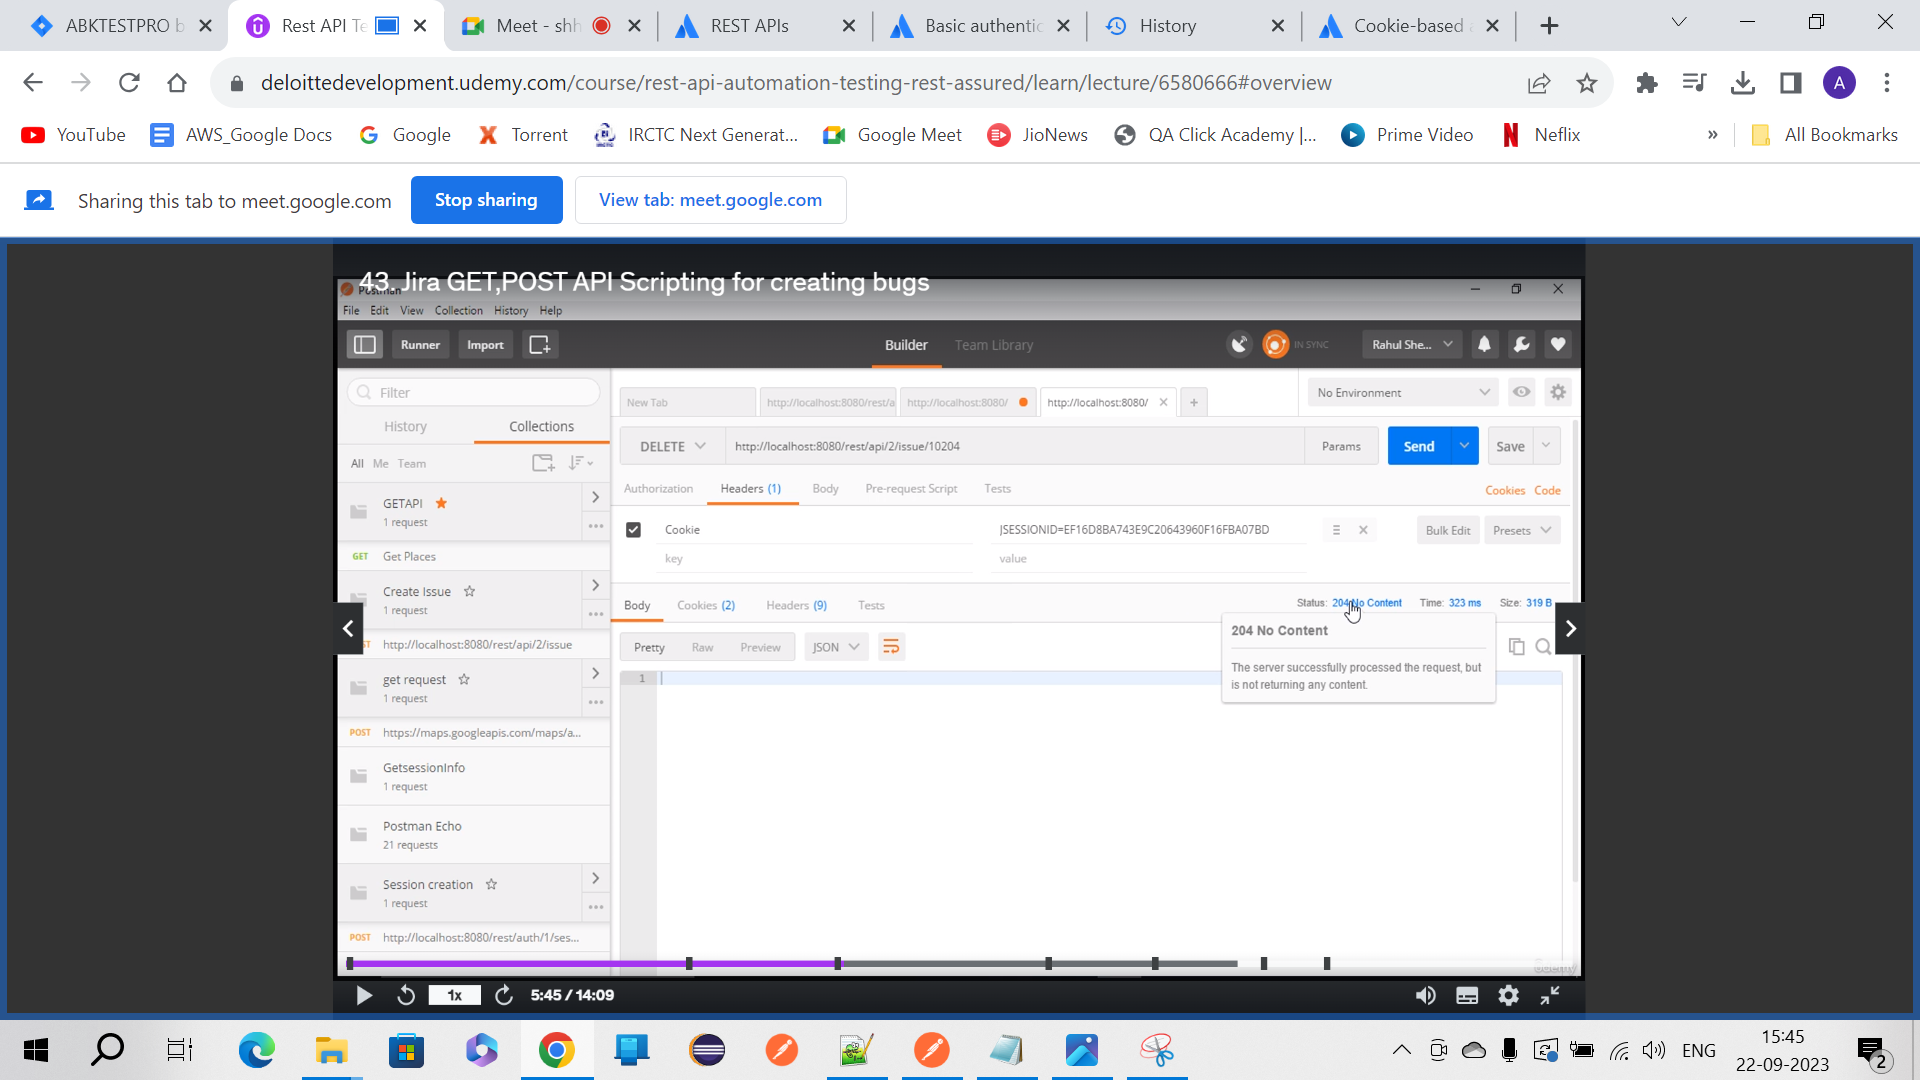 ABKTESTPRO b
Rest API Te
Meet - shh
REST APIs
Basic authentic
History
Cookie-based a
deloittedevelopment.udemy.com/course/rest-api-automation-testing-rest-assured/learn/lecture/6580666#overview
A
YouTube
AWS_Google Docs
Google
Torrent
IRCTC Next Generat...
Google Meet
JioNews
QA Click Academy |...
Prime Video
Neflix
»
All Bookmarks
Sharing this tab to meet.google.com
Stop sharing
View tab: meet.google.com
43. Jira GET,POST API Scripting for creating bugs
Postman
File Edit View Collection History Help
Runner
Import
Builder
Team Library
IN SYNC
Rahul She...
Filter
New Tab
http://localhost:8080/rest/a
http://localhost:8080/
http://localhost:8080/
No Environment
History
Collections
DELETE
http://localhost:8080/rest/api/2/issue/10204
Params
Send
Save
All Me Team
Authorization
Headers (1)
Body
Pre-request Script
Tests
Cookies Code
GETAPI
1 request
Cookie
JSESSIONID=EF16D8BA743E9C20643960F16FBA07BD
Bulk Edit
Presets
key
value
GET Get Places
Create Issue
1 request
Body
Cookies (2)
Headers (9)
Tests
Status: 204 No Content
Time: 323 ms
Size: 319 B
204 No Content
The server successfully processed the request, but
is not returning any content.
Pretty
Raw
Preview
JSON
1
http://localhost:8080/rest/api/2/issue
get request
1 request
POST https://maps.googleapis.com/maps/a...
GetsessionInfo
1 request
Postman Echo
21 requests
Session creation
1 request
POST http://localhost:8080/rest/auth/1/ses...
udemy
1x
5:45 / 14:09
ENG
15:45
22-09-2023
2